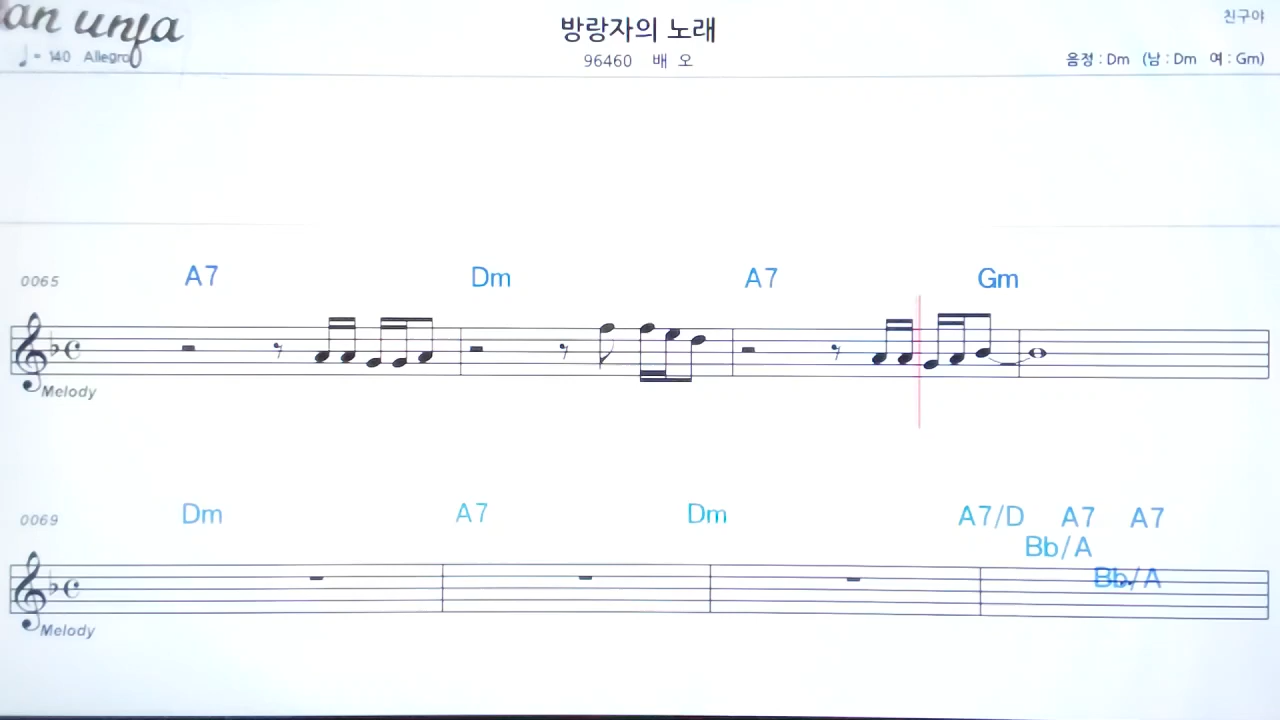 방랑자의 노래
친구야
an unfa
♩= 140 Allegro
96460 배 오
음정 : Dm (남 : Dm 여 : Gm)
0065 A7 Dm A7 Gm
Melody
0069 Dm A7 Dm A7/D A7 A7
Bb/A
Bb/A
Melody